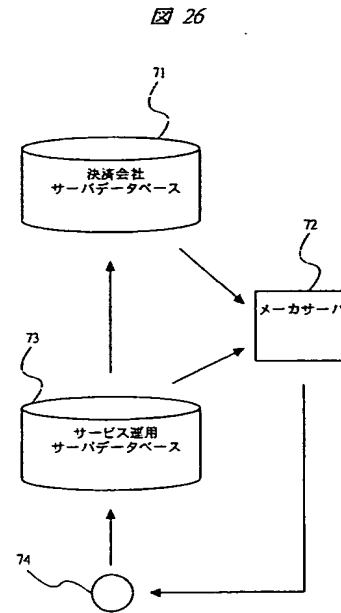 図 26
71
決済会社
サーバデータベース
72
メーカサーバ
73
サービス運用
サーバデータベース
74